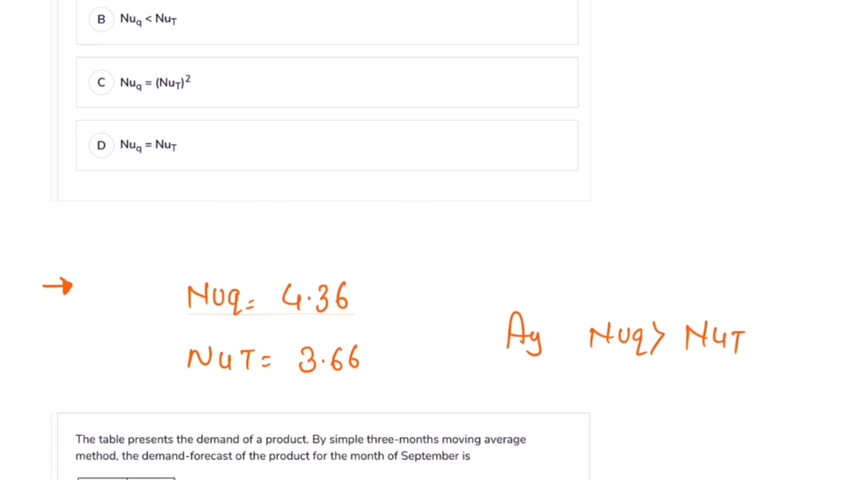 B Nuq < NuT
C Nuq = (NuT)2
D Nuq = NuT
Nuq = 4.36
NuT = 3.66
Ay Nuq > NuT
The table presents the demand of a product. By simple three-months moving average
method, the demand-forecast of the product for the month of September is